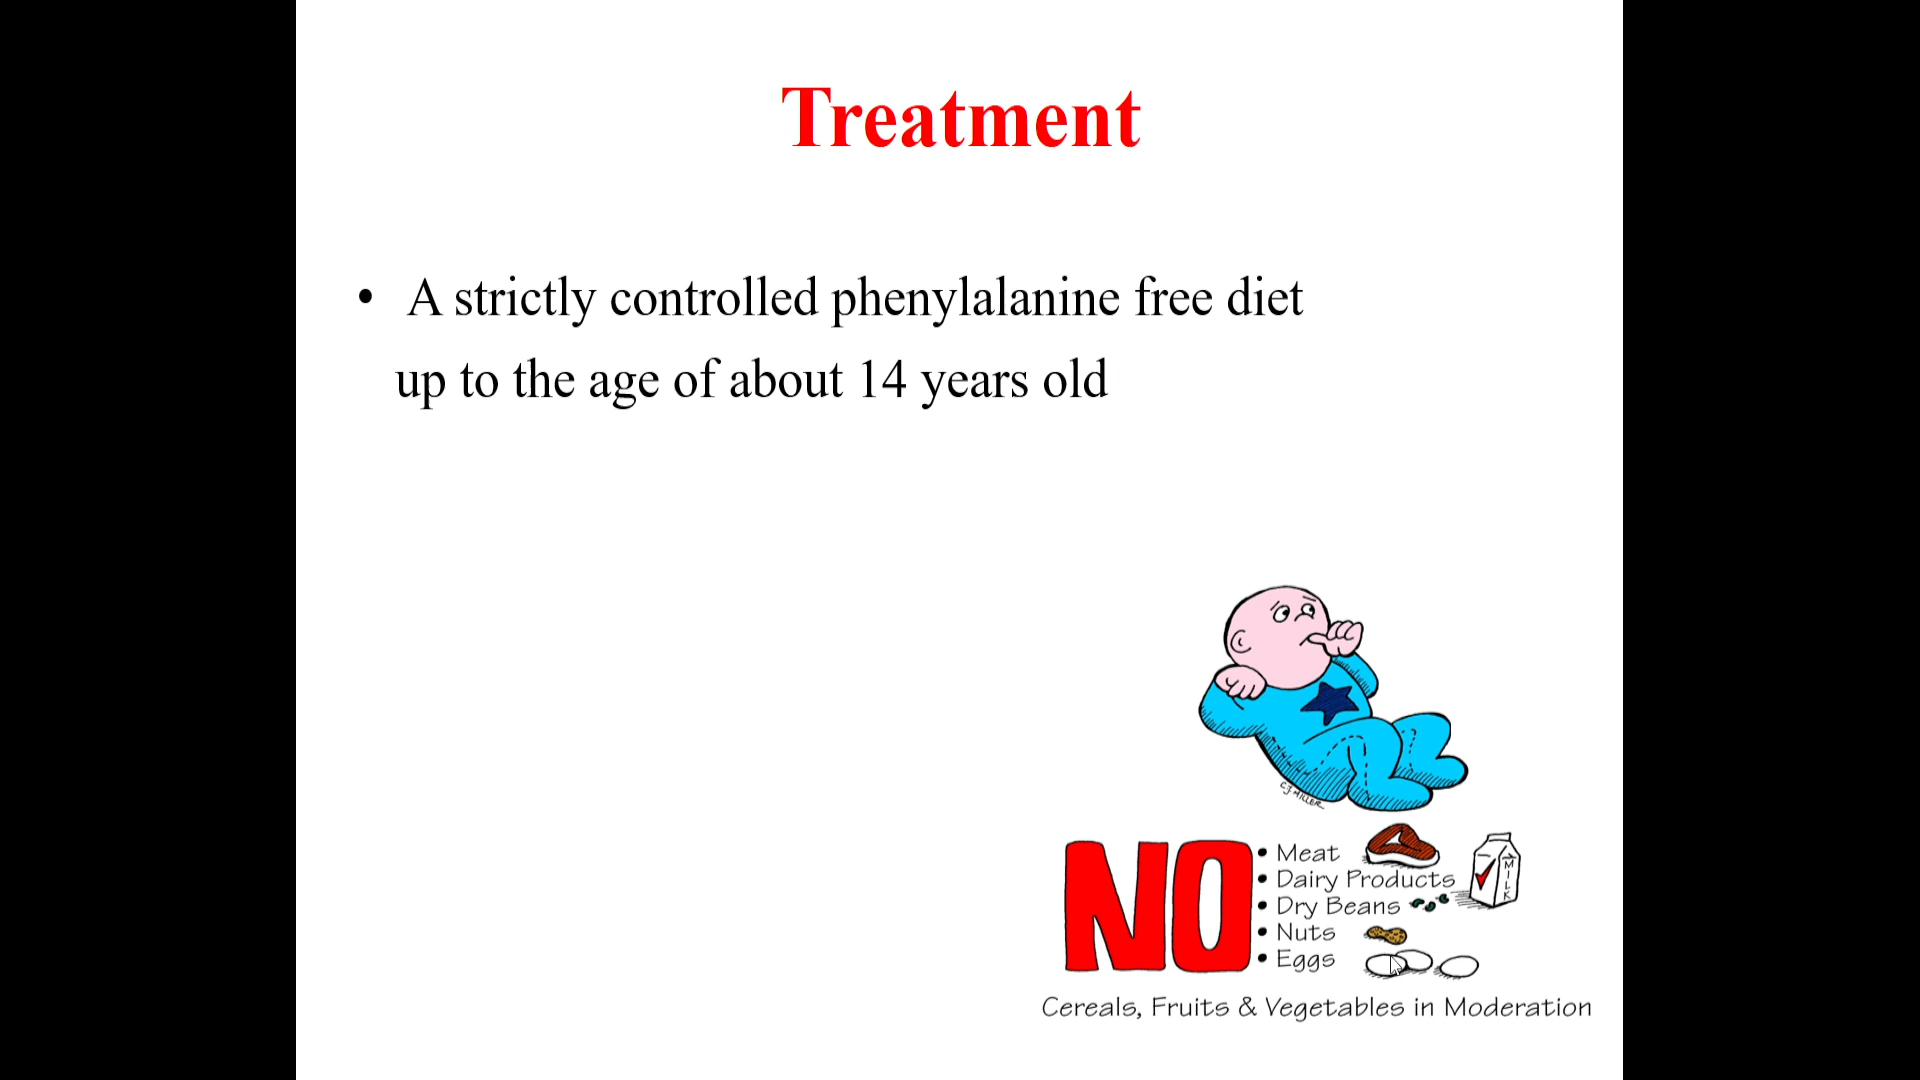 Treatment
• A strictly controlled phenylalanine free diet
up to the age of about 14 years old
CJMILLER
NO
• Meat
• Dairy Products
• Dry Beans
• Nuts
• Eggs
MILK
Cereals, Fruits & Vegetables in Moderation